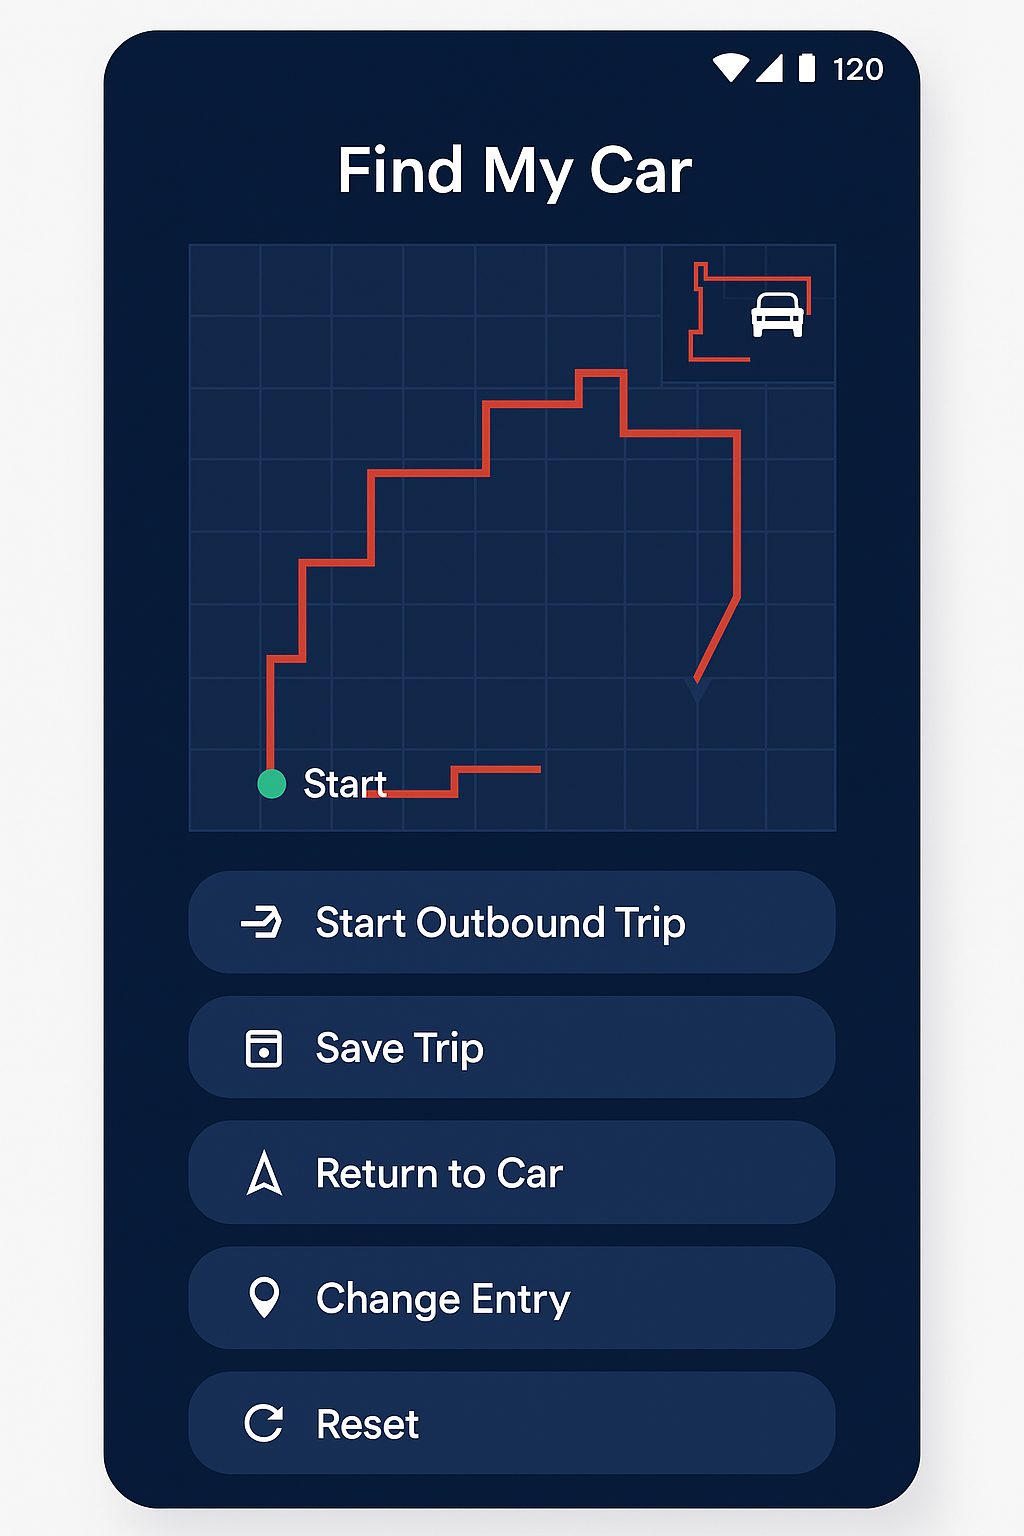 120
Find My Car
Start
Start Outbound Trip
Save Trip
Return to Car
Change Entry
Reset